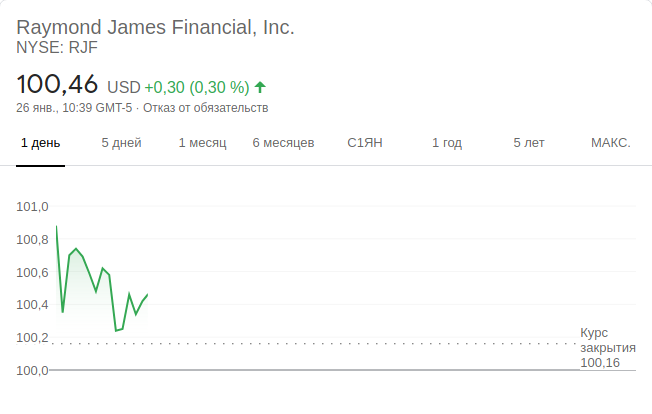 Raymond James Financial, Inc.
NYSE: RJF
100,46 USD +0,30 (0,30 %)
26 янв., 10:39 GMT-5 · Отказ от обязательств
1 день 5 дней 1 месяц 6 месяцев С1ЯН 1 год 5 лет МАКС.
101,0
100,8
100,6
100,4
100,2
100,0
Курс
закрытия
100,16